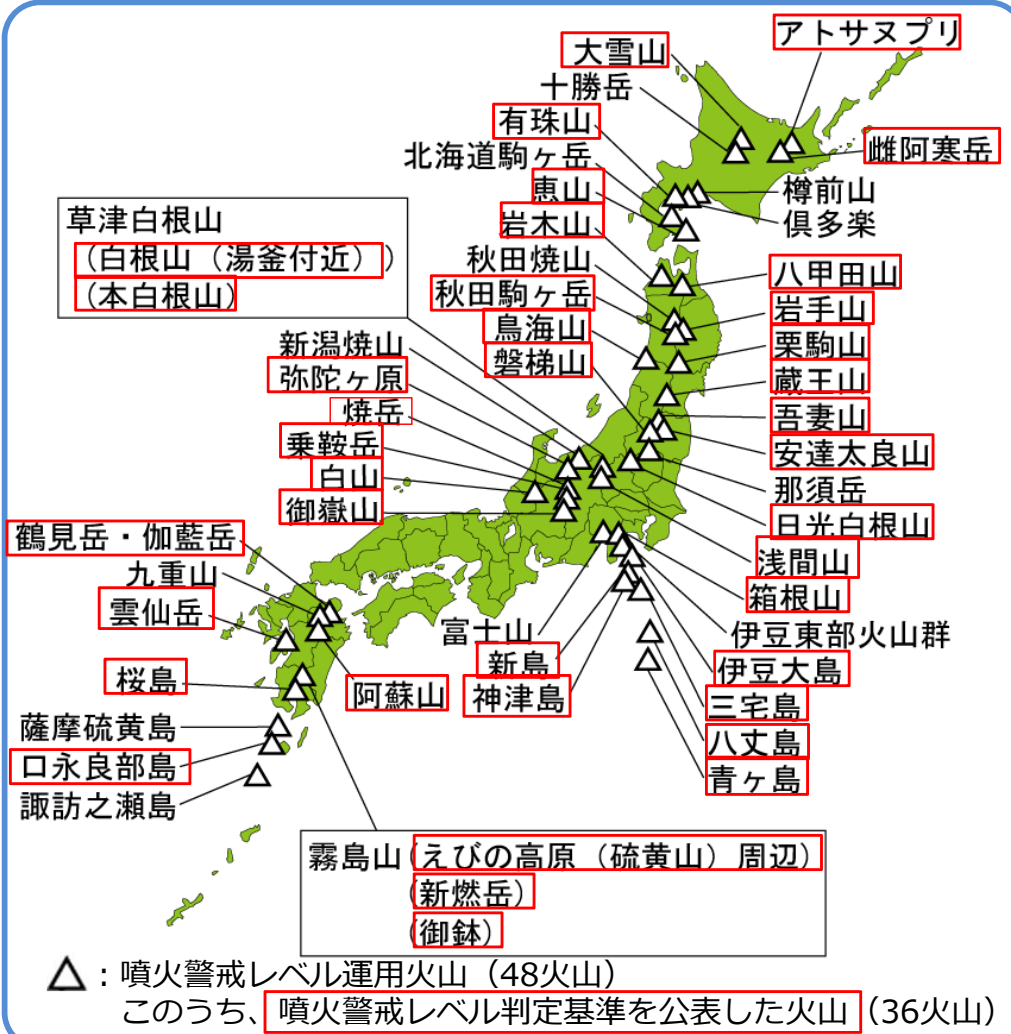 アトサヌプリ
大雪山
十勝岳
有珠山
雌阿寒岳
北海道駒ヶ岳
恵山
樽前山
倶多楽
岩木山
草津白根山
（白根山（湯釜付近））
（本白根山）
秋田焼山
八甲田山
秋田駒ヶ岳
岩手山
鳥海山
新潟焼山
栗駒山
磐梯山
弥陀ヶ原
蔵王山
焼岳
吾妻山
乗鞍岳
安達太良山
白山
那須岳
御嶽山
日光白根山
鶴見岳・伽藍岳
浅間山
九重山
箱根山
雲仙岳
富士山
伊豆東部火山群
新島
伊豆大島
桜島
阿蘇山
神津島
三宅島
薩摩硫黄島
八丈島
口永良部島
青ヶ島
諏訪之瀬島
霧島山（えびの高原（硫黄山）周辺）
（新燃岳）
（御鉢）
△：噴火警戒レベル運用火山（48火山）
このうち、噴火警戒レベル判定基準を公表した火山（36火山）